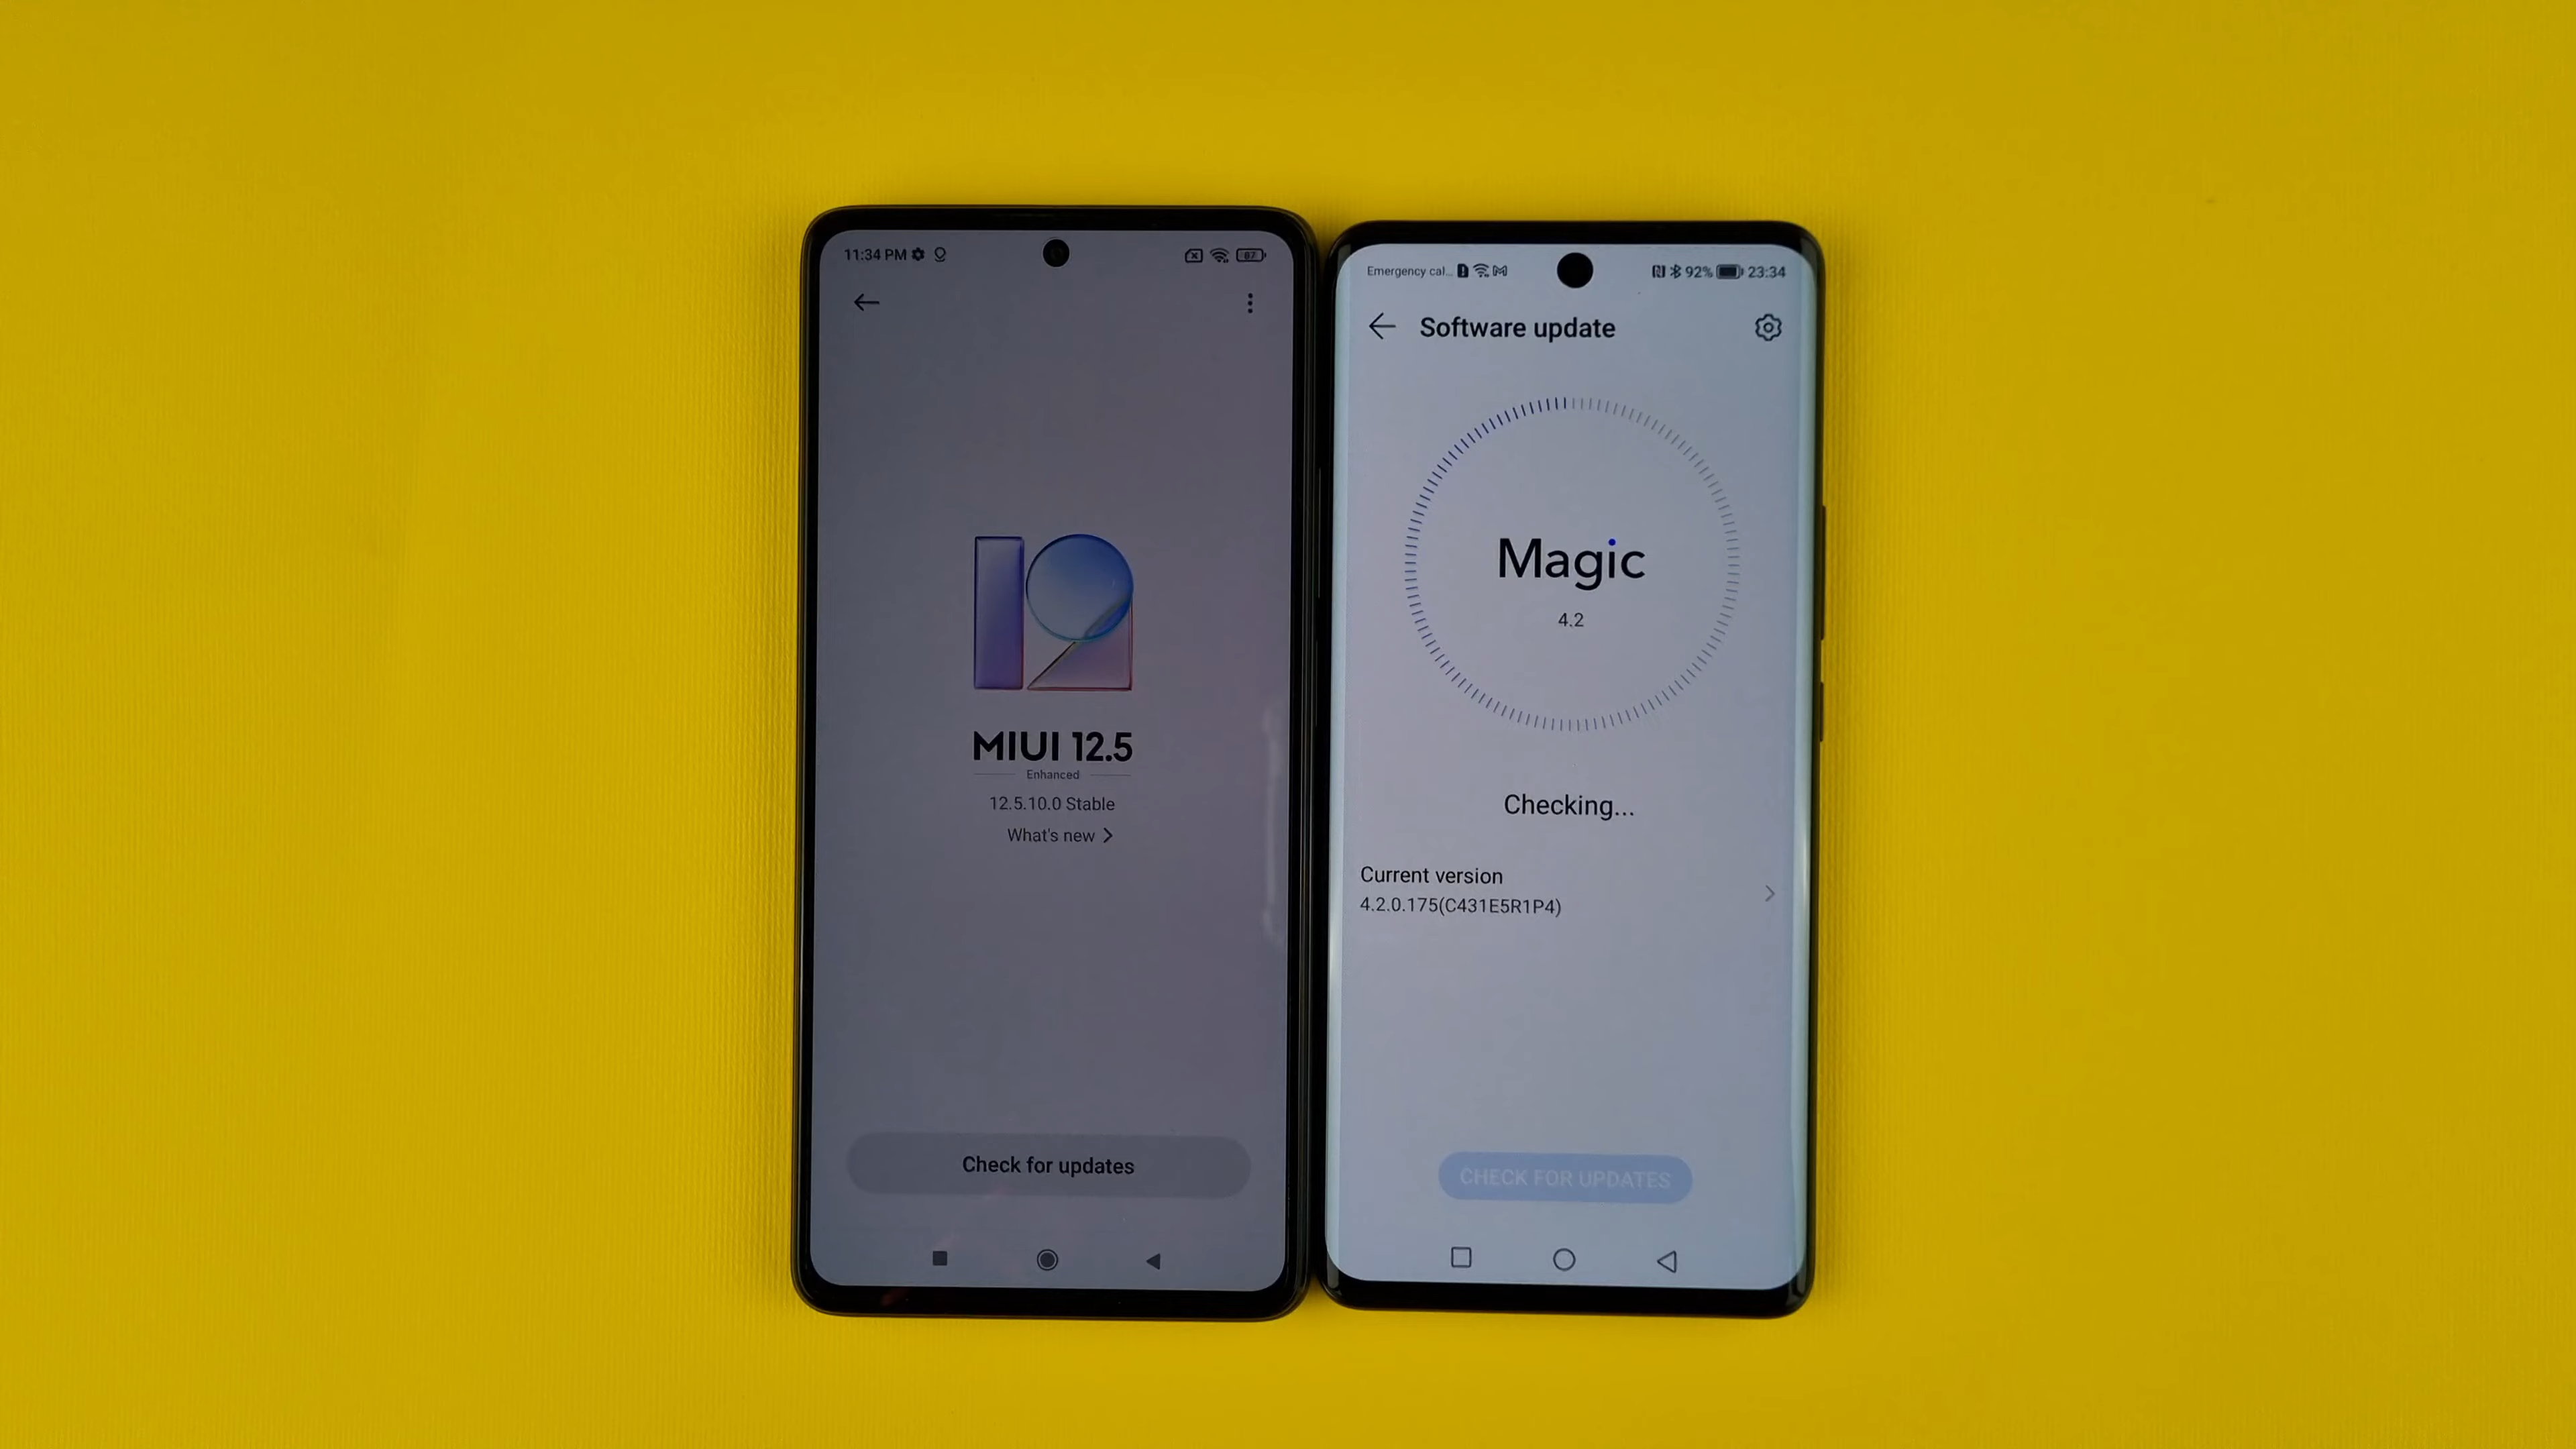 11:34 PM
87
MIUI 12.5
Enhanced
12.5.10.0 Stable
What's new
Check for updates
Emergency cal...
92% 23:34
Software update
Magic
4.2
Checking...
Current version
4.2.0.175(C431E5R1P4)
CHECK FOR UPDATES